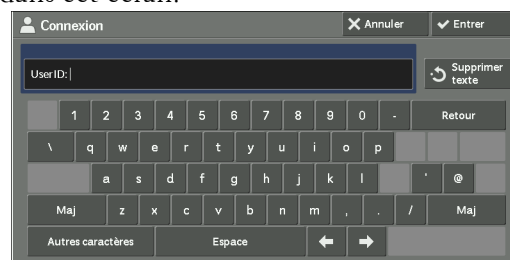 dans cet écran.
Connexion Annuler Entrer
UserID: Supprimer
texte
1 2 3 4 5 6 7 8 9 0 - Retour
\ q w e r t y u i o p
a s d f g h j k l ' @
Maj z x c v b n m , . / Maj
Autres caractères Espace